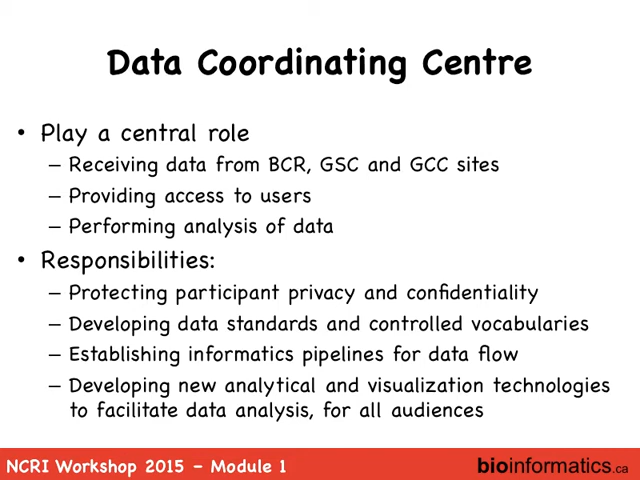 Data Coordinating Centre
• Play a central role
– Receiving data from BCR, GSC and GCC sites
– Providing access to users
– Performing analysis of data
• Responsibilities:
– Protecting participant privacy and confidentiality
– Developing data standards and controlled vocabularies
– Establishing informatics pipelines for data flow
– Developing new analytical and visualization technologies
to facilitate data analysis, for all audiences
NCRI Workshop 2015 – Module 1
bioinformatics.ca